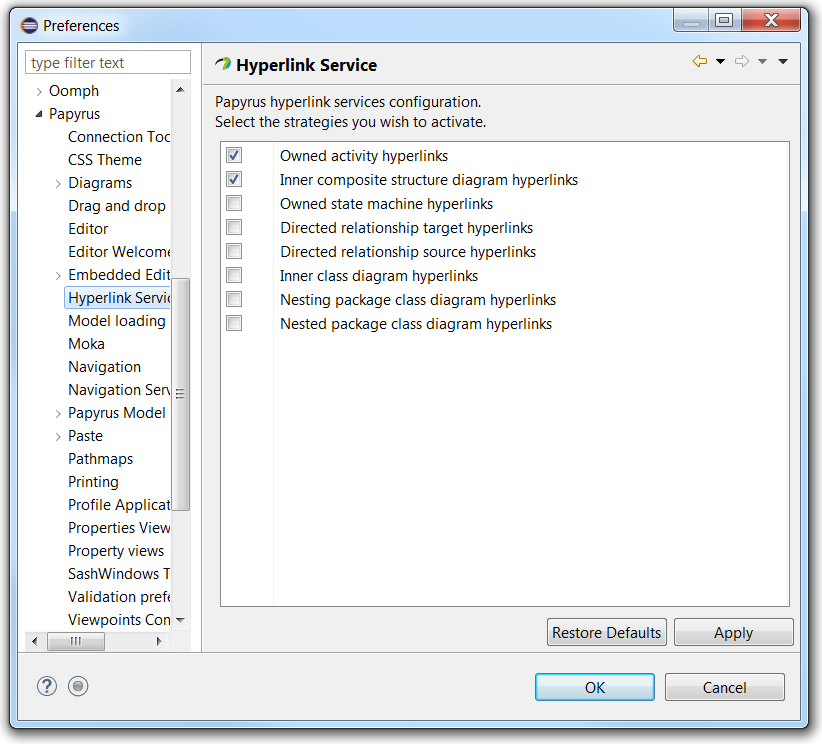 Preferences
type filter text
Oomph
Papyrus
Connection Too
CSS Theme
Diagrams
Drag and drop
Editor
Editor Welcome
Embedded Edit
Hyperlink Servic
Model loading
Moka
Navigation
Navigation Serv
Papyrus Model
Paste
Pathmaps
Printing
Profile Applicat
Properties View
Property views
SashWindows T
Validation prefe
Viewpoints Con
Hyperlink Service
Papyrus hyperlink services configuration.
Select the strategies you wish to activate.
Owned activity hyperlinks
Inner composite structure diagram hyperlinks
Owned state machine hyperlinks
Directed relationship target hyperlinks
Directed relationship source hyperlinks
Inner class diagram hyperlinks
Nesting package class diagram hyperlinks
Nested package class diagram hyperlinks
Restore Defaults
Apply
OK
Cancel